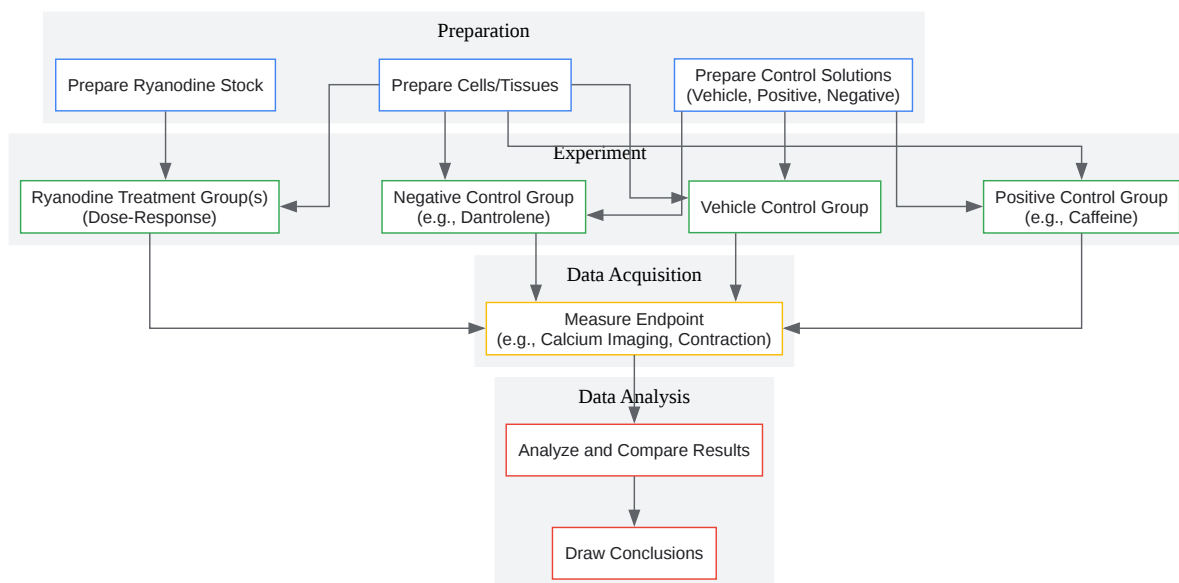 Preparation
Prepare Ryanodine Stock
Prepare Cells/Tissues
Prepare Control Solutions
(Vehicle, Positive, Negative)
Experiment
Ryanodine Treatment Group(s)
(Dose-Response)
Negative Control Group
(e.g., Dantrolene)
Vehicle Control Group
Positive Control Group
(e.g., Caffeine)
Data Acquisition
Measure Endpoint
(e.g., Calcium Imaging, Contraction)
Data Analysis
Analyze and Compare Results
Draw Conclusions